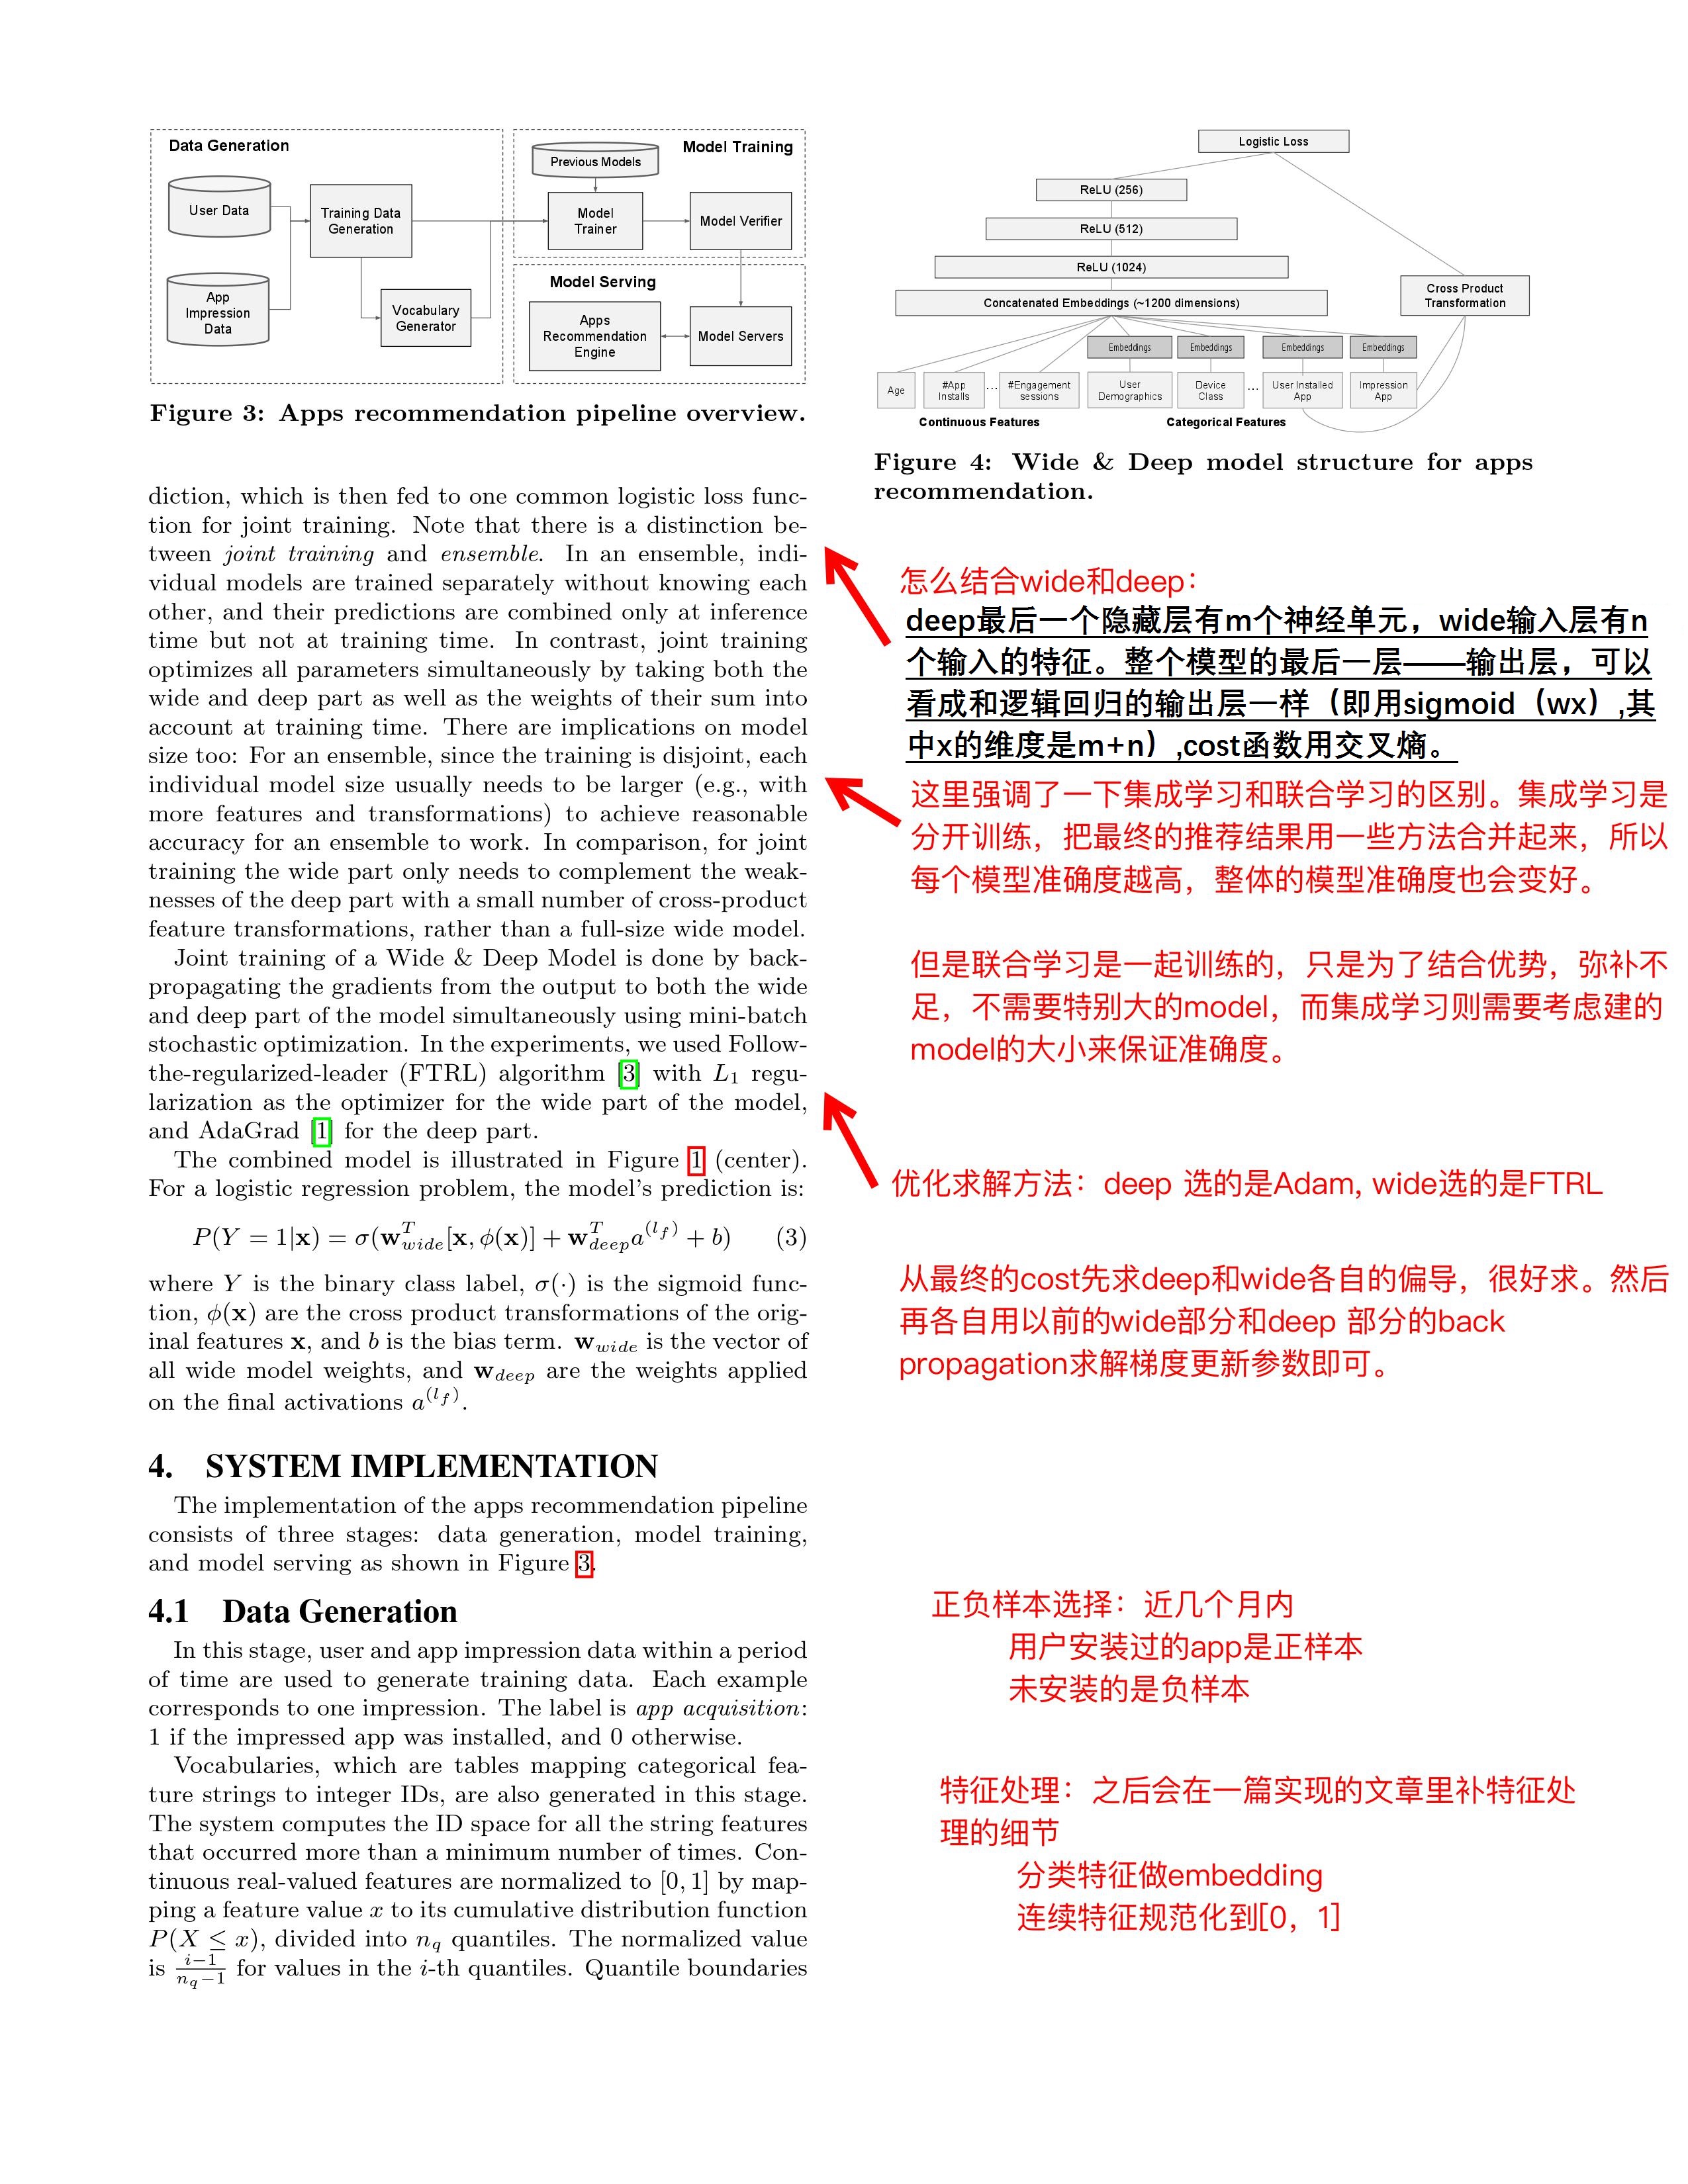 Data Generation
User Data
App
Impression
Data
Training Data
Generation
Vocabulary
Generator
Previous Models
Model Training
Model
Trainer
Model Verifier
Model Serving
Apps
Recommendation
Engine
Model Servers
Figure 3: Apps recommendation pipeline overview.
diction, which is then fed to one common logistic loss func-
tion for joint training. Note that there is a distinction be-
tween joint training and ensemble. In an ensemble, indi-
vidual models are trained separately without knowing each
other, and their predictions are combined only at inference
time but not at training time. In contrast, joint training
optimizes all parameters simultaneously by taking both the
wide and deep part as well as the weights of their sum into
account at training time. There are implications on model
size too: For an ensemble, since the training is disjoint, each
individual model size usually needs to be larger (e.g., with
more features and transformations) to achieve reasonable
accuracy for an ensemble to work. In comparison, for joint
training the wide part only needs to complement the weak-
nesses of the deep part with a small number of cross-product
feature transformations, rather than a full-size wide model.
Joint training of a Wide & Deep Model is done by back-
propagating the gradients from the output to both the wide
and deep part of the model simultaneously using mini-batch
stochastic optimization. In the experiments, we used Follow-
the-regularized-leader (FTRL) algorithm [3] with L₁ regu-
larization as the optimizer for the wide part of the model,
and AdaGrad [1] for the deep part.
The combined model is illustrated in Figure 1 (center).
For a logistic regression problem, the model's prediction is:
P(Y = 1|x) = σ(w_{wide}^T[x, ϕ(x)] + w_{deep}^T a^{(l_f)} + b) (3)
where Y is the binary class label, σ(·) is the sigmoid func-
tion, ϕ(x) are the cross product transformations of the orig-
inal features x, and b is the bias term. w_{wide} is the vector of
all wide model weights, and w_{deep} are the weights applied
on the final activations a^{(l_f)}.
4. SYSTEM IMPLEMENTATION
The implementation of the apps recommendation pipeline
consists of three stages: data generation, model training,
and model serving as shown in Figure 3.
4.1 Data Generation
In this stage, user and app impression data within a period
of time are used to generate training data. Each example
corresponds to one impression. The label is app acquisition:
1 if the impressed app was installed, and 0 otherwise.
Vocabularies, which are tables mapping categorical fea-
ture strings to integer IDs, are also generated in this stage.
The system computes the ID space for all the string features
that occurred more than a minimum number of times. Con-
tinuous real-valued features are normalized to [0, 1] by map-
ping a feature value x to its cumulative distribution function
P(X ≤ x), divided into n_q quantiles. The normalized value
is \frac{i-1}{n_q-1} for values in the i-th quantiles. Quantile boundaries
Logistic Loss
ReLU (256)
ReLU (512)
ReLU (1024)
Concatenated Embeddings (~1200 dimensions)
Cross Product
Transformation
Embeddings Embeddings Embeddings Embeddings
Age
#App
Installs
...
#Engagement
sessions
User
Demographics
Device
Class
...
User Installed
App
Impression
App
Continuous Features
Categorical Features
Figure 4: Wide & Deep model structure for apps
recommendation.
怎么结合wide和deep：
deep最后一个隐藏层有m个神经单元，wide输入层有n
个输入的特征。整个模型的最后一层——输出层，可以
看成和逻辑回归的输出层一样（即用sigmoid（wx）,其
中x的维度是m+n）,cost函数用交叉熵。
这里强调了一下集成学习和联合学习的区别。集成学习是
分开训练，把最终的推荐结果用一些方法合并起来，所以
每个模型准确度越高，整体的模型准确度也会变好。
但是联合学习是一起训练的，只是为了结合优势，弥补不
足，不需要特别大的model，而集成学习则需要考虑建的
model的大小来保证准确度。
优化求解方法：deep 选的是Adam, wide选的是FTRL
从最终的cost先求deep和wide各自的偏导，很好求。然后
再各自用以前的wide部分和deep 部分的back
propagation求解梯度更新参数即可。
正负样本选择：近几个月内
用户安装过的app是正样本
未安装的是负样本
特征处理：之后会在一篇实现的文章里补特征处
理的细节
分类特征做embedding
连续特征规范化到[0，1]